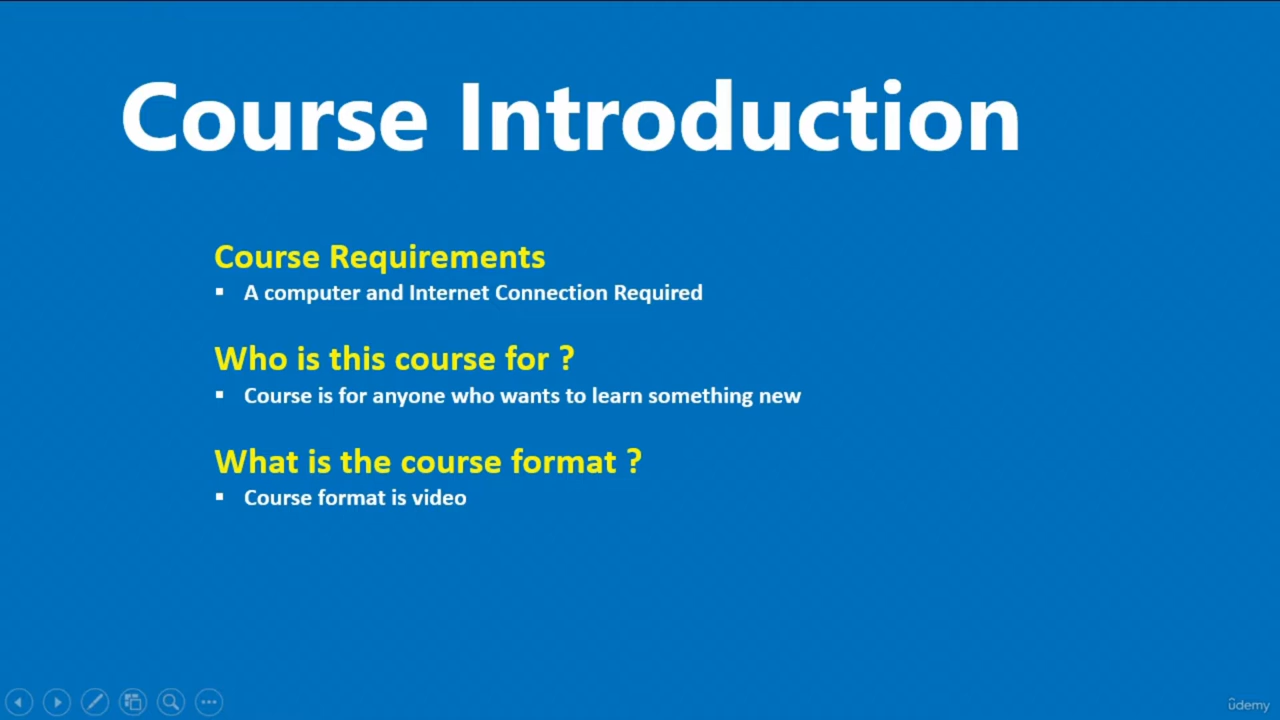 Course Introduction
Course Requirements
▪ A computer and Internet Connection Required
Who is this course for ?
▪ Course is for anyone who wants to learn something new
What is the course format ?
▪ Course format is video
ûdemy